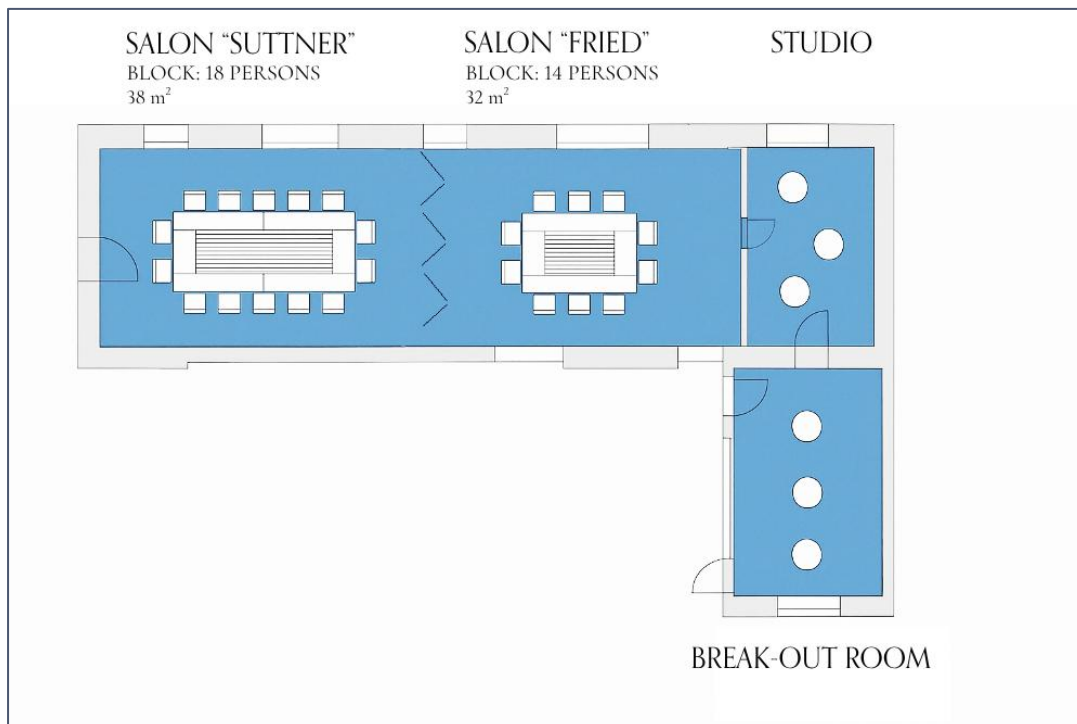 SALON “SUTTNER”
BLOCK: 18 PERSONS
38 m²
SALON “FRIED”
BLOCK: 14 PERSONS
32 m²
STUDIO
BREAK-OUT ROOM